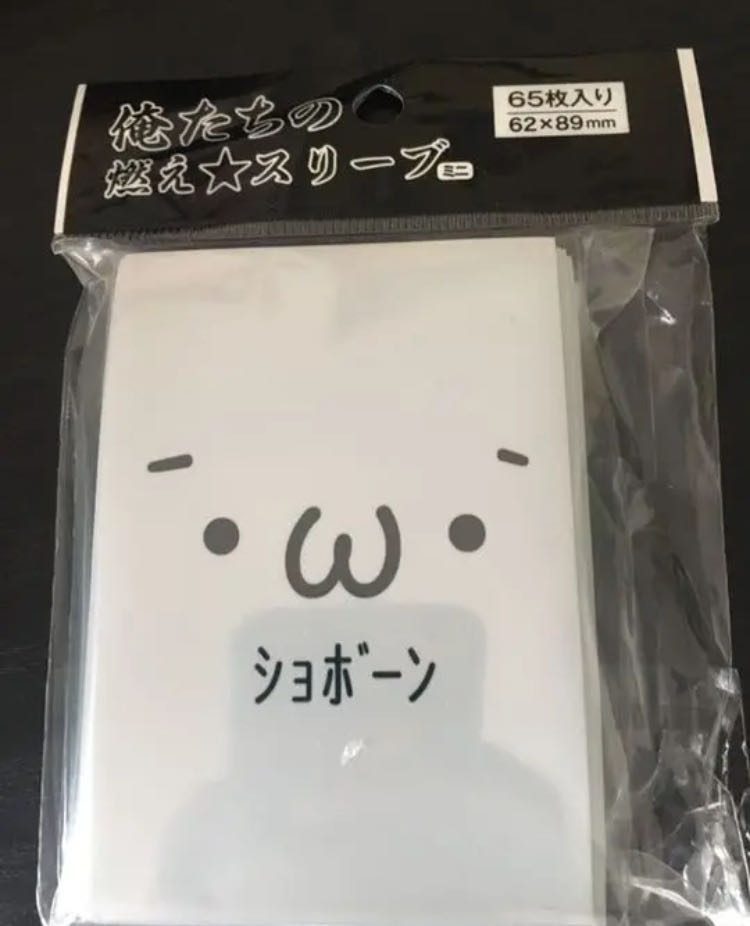 俺たちの
燃え★スリーブミニ
65枚入り
62×89mm
´・ω・`
ショボーン